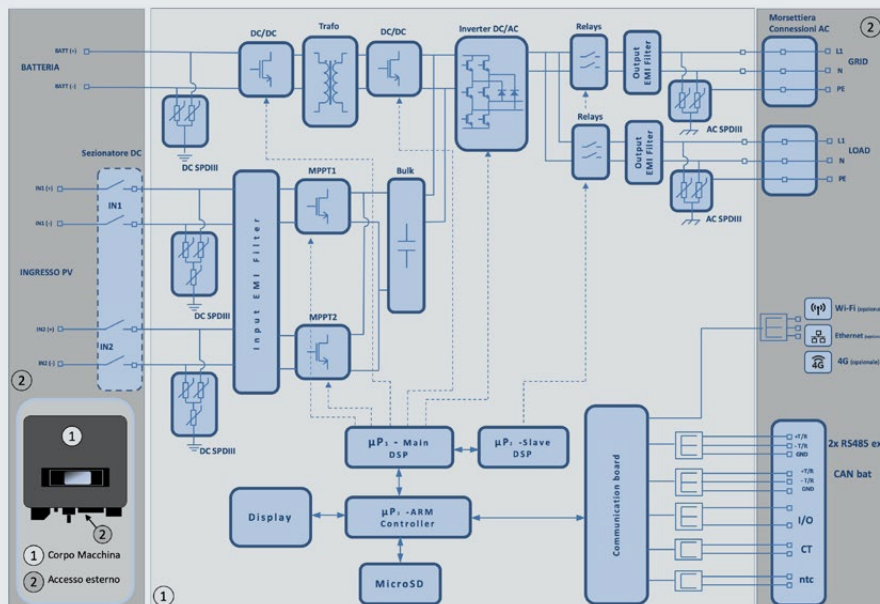 DC/DC
Trafo
DC/DC
Inverter DC/AC
Relays
Morsettiera
Connessioni AC
2
BATT (+)
BATTERIA
BATT (-)
Output
EMI Filter
L1
GRID
N
PE
AC SPDIII
DC SPDIII
Relays
Output
EMI Filter
L1
LOAD
N
PE
AC SPDIII
Sezionatore DC
MPPT1
Bulk
IN1 (+)
IN1
IN1 (-)
INGRESSO PV
DC SPDIII
Input EMI Filter
MPPT2
IN2 (+)
IN2
IN2 (-)
2
DC SPDIII
Wi-Fi (opzionale)
Ethernet
4G
4G (opzionale)
1
2
1 Corpo Macchina
2 Accesso esterno
µP₁ - Main
DSP
µP₂ -Slave
DSP
Display
-ARM
Controller
MicroSD
1
Communication board
+T/R
-T/R
GND
2x RS485 ex
+T/R
-T/R
GND
CAN bat
I/O
CT
ntc